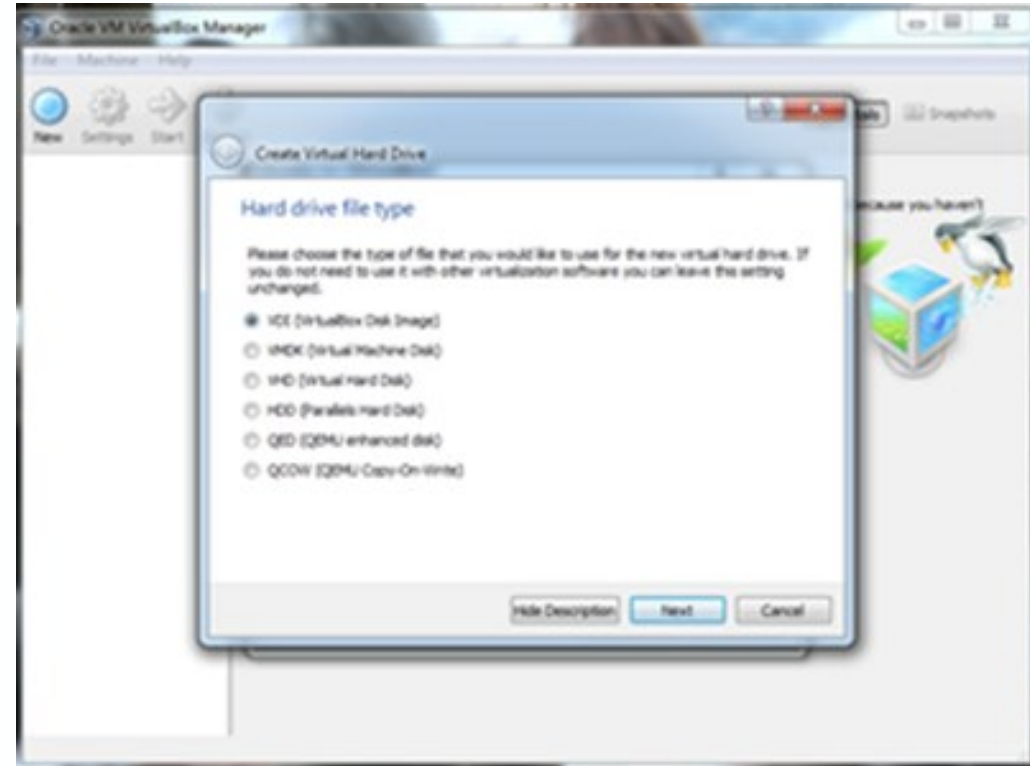 Oracle VM VirtualBox Manager
File Machine Help
New Settings Start
Snapshots
Create Virtual Hard Drive
because you haven't
Hard drive file type
Please choose the type of file that you would like to use for the new virtual hard drive. If
you do not need to use it with other virtualization software you can leave this setting
unchanged.
VDI (VirtualBox Disk Image)
VMDK (Virtual Machine Disk)
VHD (Virtual Hard Disk)
HDD (Parallels Hard Disk)
QED (QEMU enhanced disk)
QCOW (QEMU Copy-On-Write)
Hide Description Next Cancel